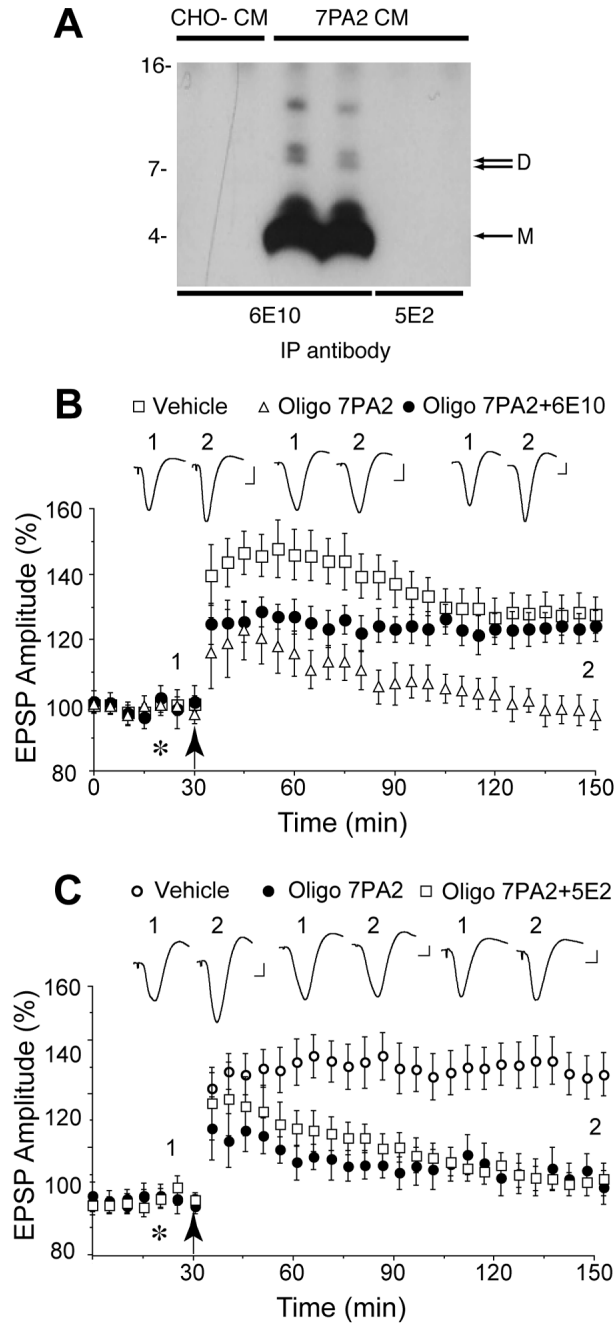 A
CHO- CM 7PA2 CM
16-
7-
4-
D
M
6E10 5E2
IP antibody
B
Vehicle Oligo 7PA2 Oligo 7PA2+6E10
1 2 1 2 1 2
160
140
120
100
80
EPSP Amplitude (%)
1
2
*
0 30 60 90 120 150
Time (min)
C
Vehicle Oligo 7PA2 Oligo 7PA2+5E2
1 2 1 2 1 2
160
140
120
100
80
EPSP Amplitude (%)
1
2
*
30 60 90 120 150
Time (min)